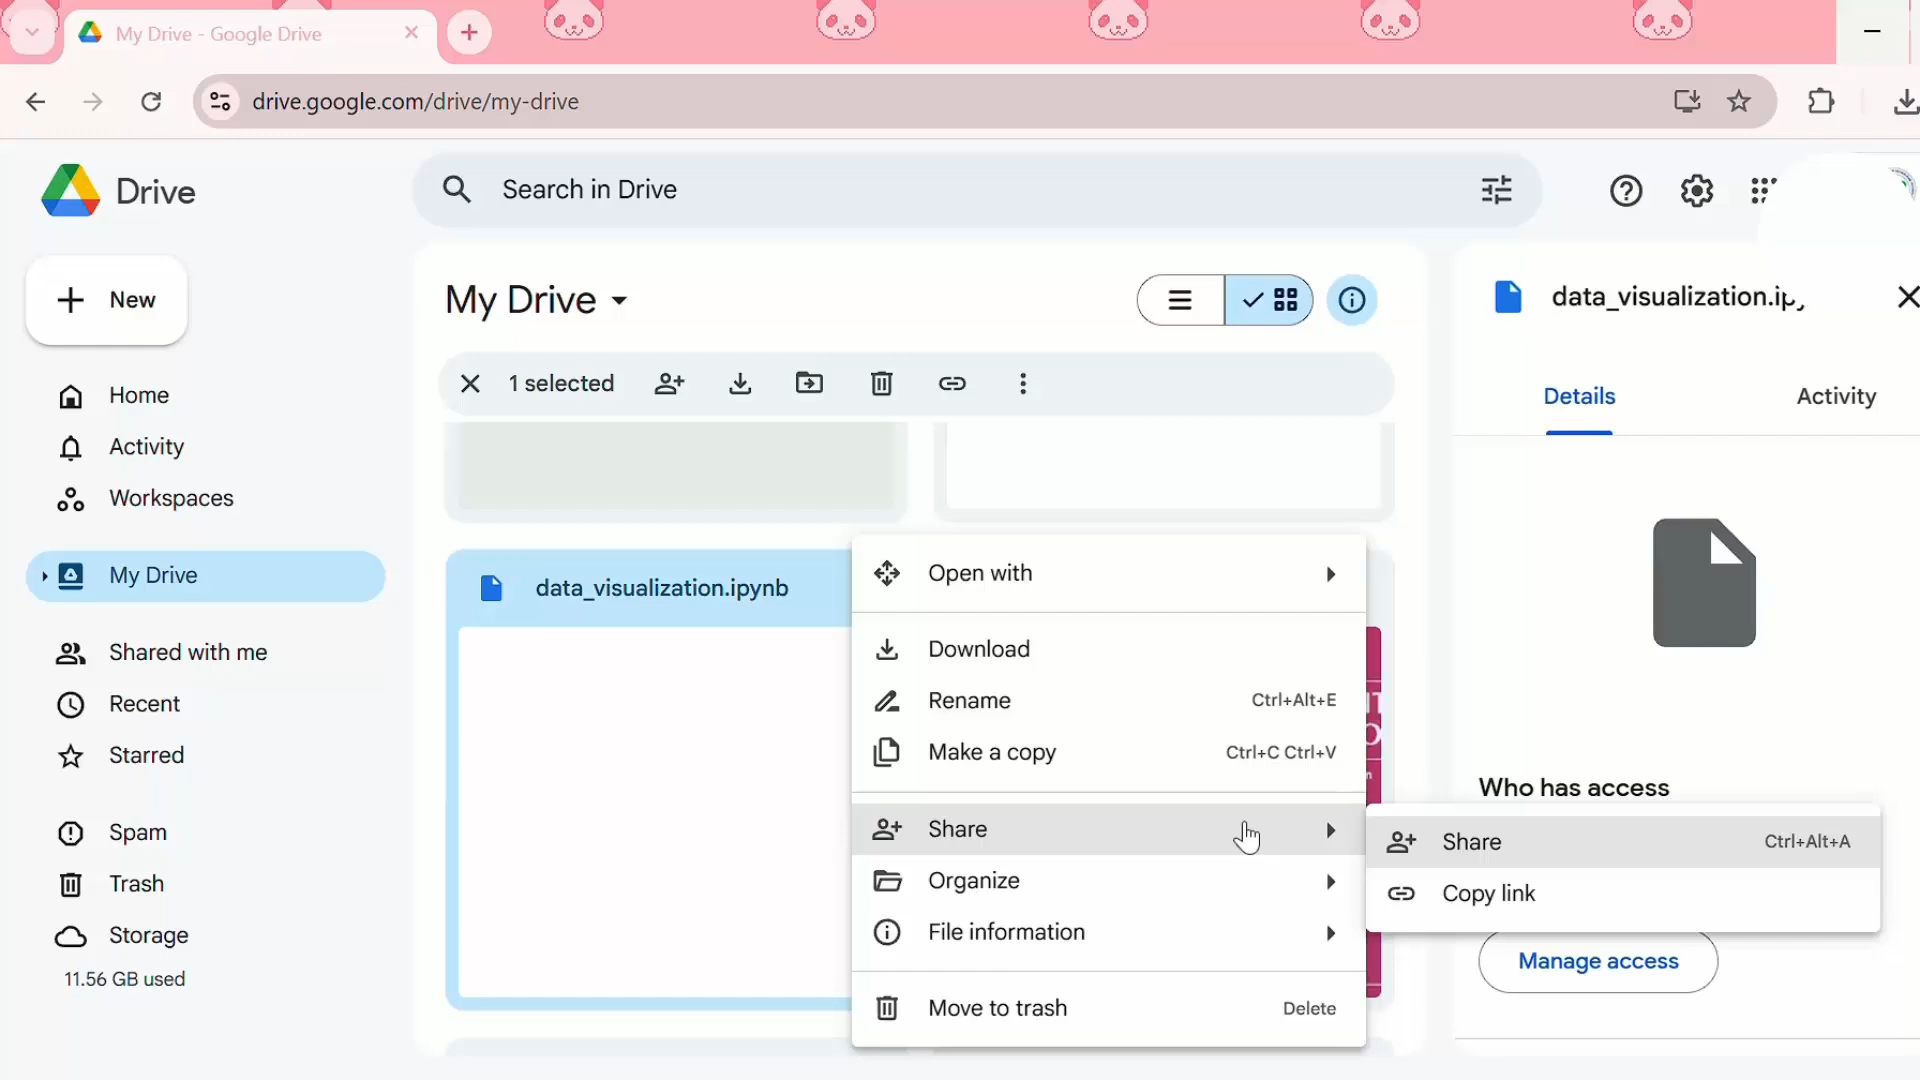 My Drive - Google Drive
drive.google.com/drive/my-drive
Drive
Search in Drive
New
My Drive
data_visualization.ip
Home
1 selected
Details
Activity
Activity
Workspaces
My Drive
data_visualization.ipynb
Open with
Download
Shared with me
Rename
Ctrl+Alt+E
Recent
Make a copy
Ctrl+C Ctrl+V
Starred
Who has access
Spam
Share
Share
Ctrl+Alt+A
Trash
Organize
Copy link
Storage
File information
Manage access
11.56 GB used
Move to trash
Delete